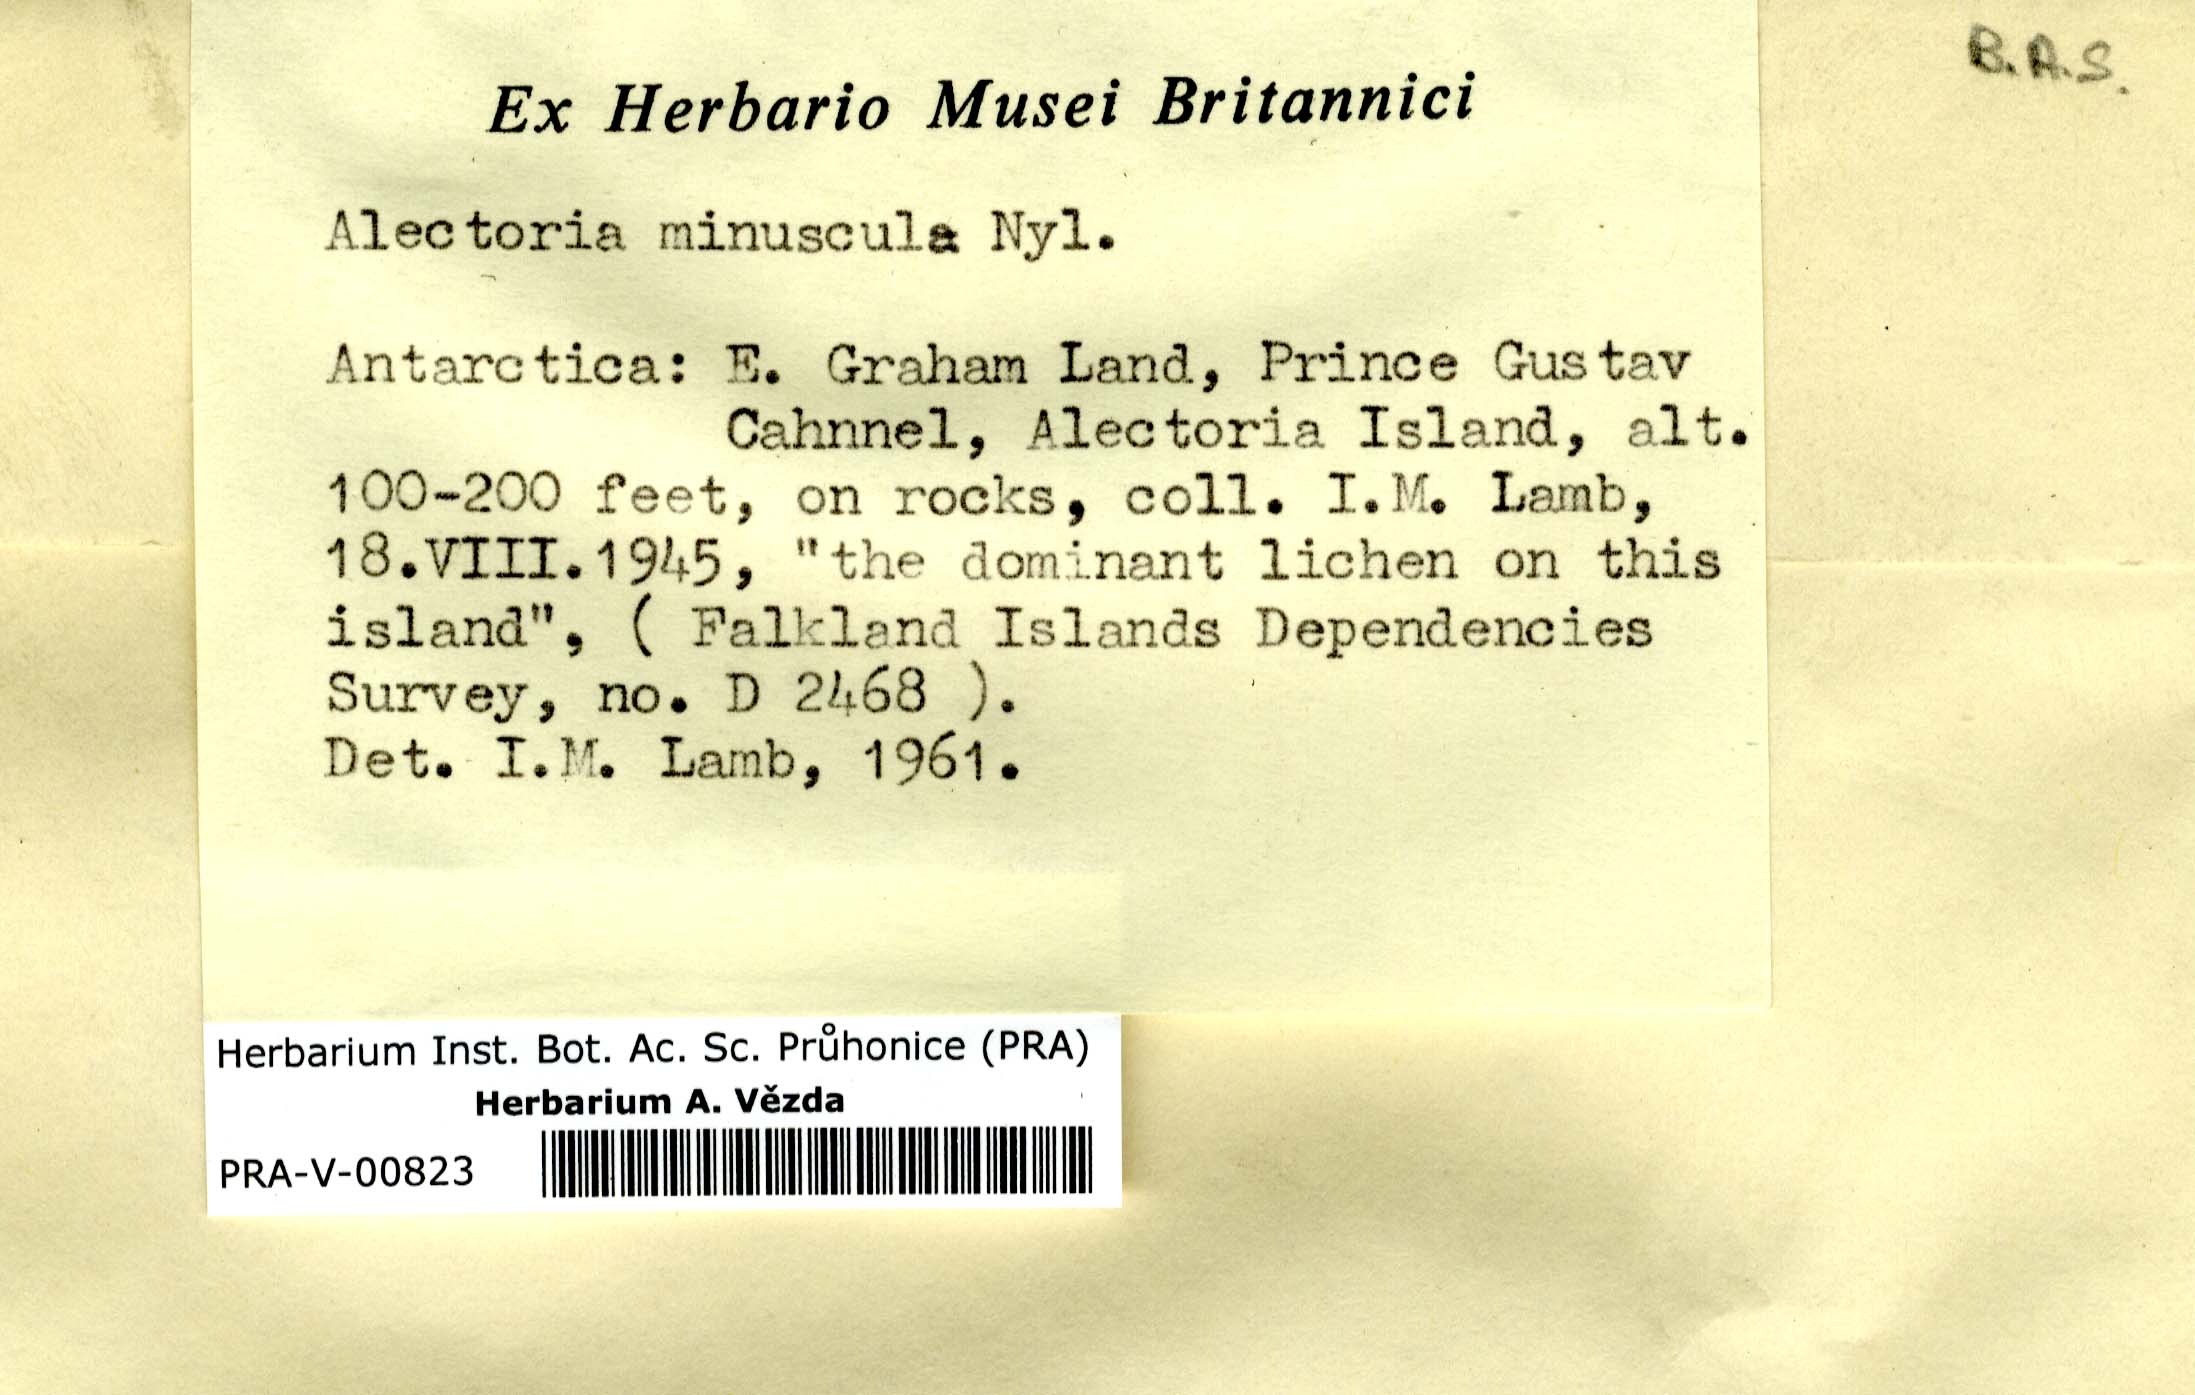 B.A.S.
Ex Herbario Musei Britannici
Alectoria minuscula Nyl.
Antarctica: E. Graham Land, Prince Gustav
Cahnnel, Alectoria Island, alt.
100-200 feet, on rocks, coll. I.M. Lamb,
18.VIII.1945, "the dominant lichen on this
island", ( Falkland Islands Dependencies
Survey, no. D 2468 ).
Det. I.M. Lamb, 1961.
Herbarium Inst. Bot. Ac. Sc. Průhonice (PRA)
Herbarium A. Vězda
PRA-V-00823